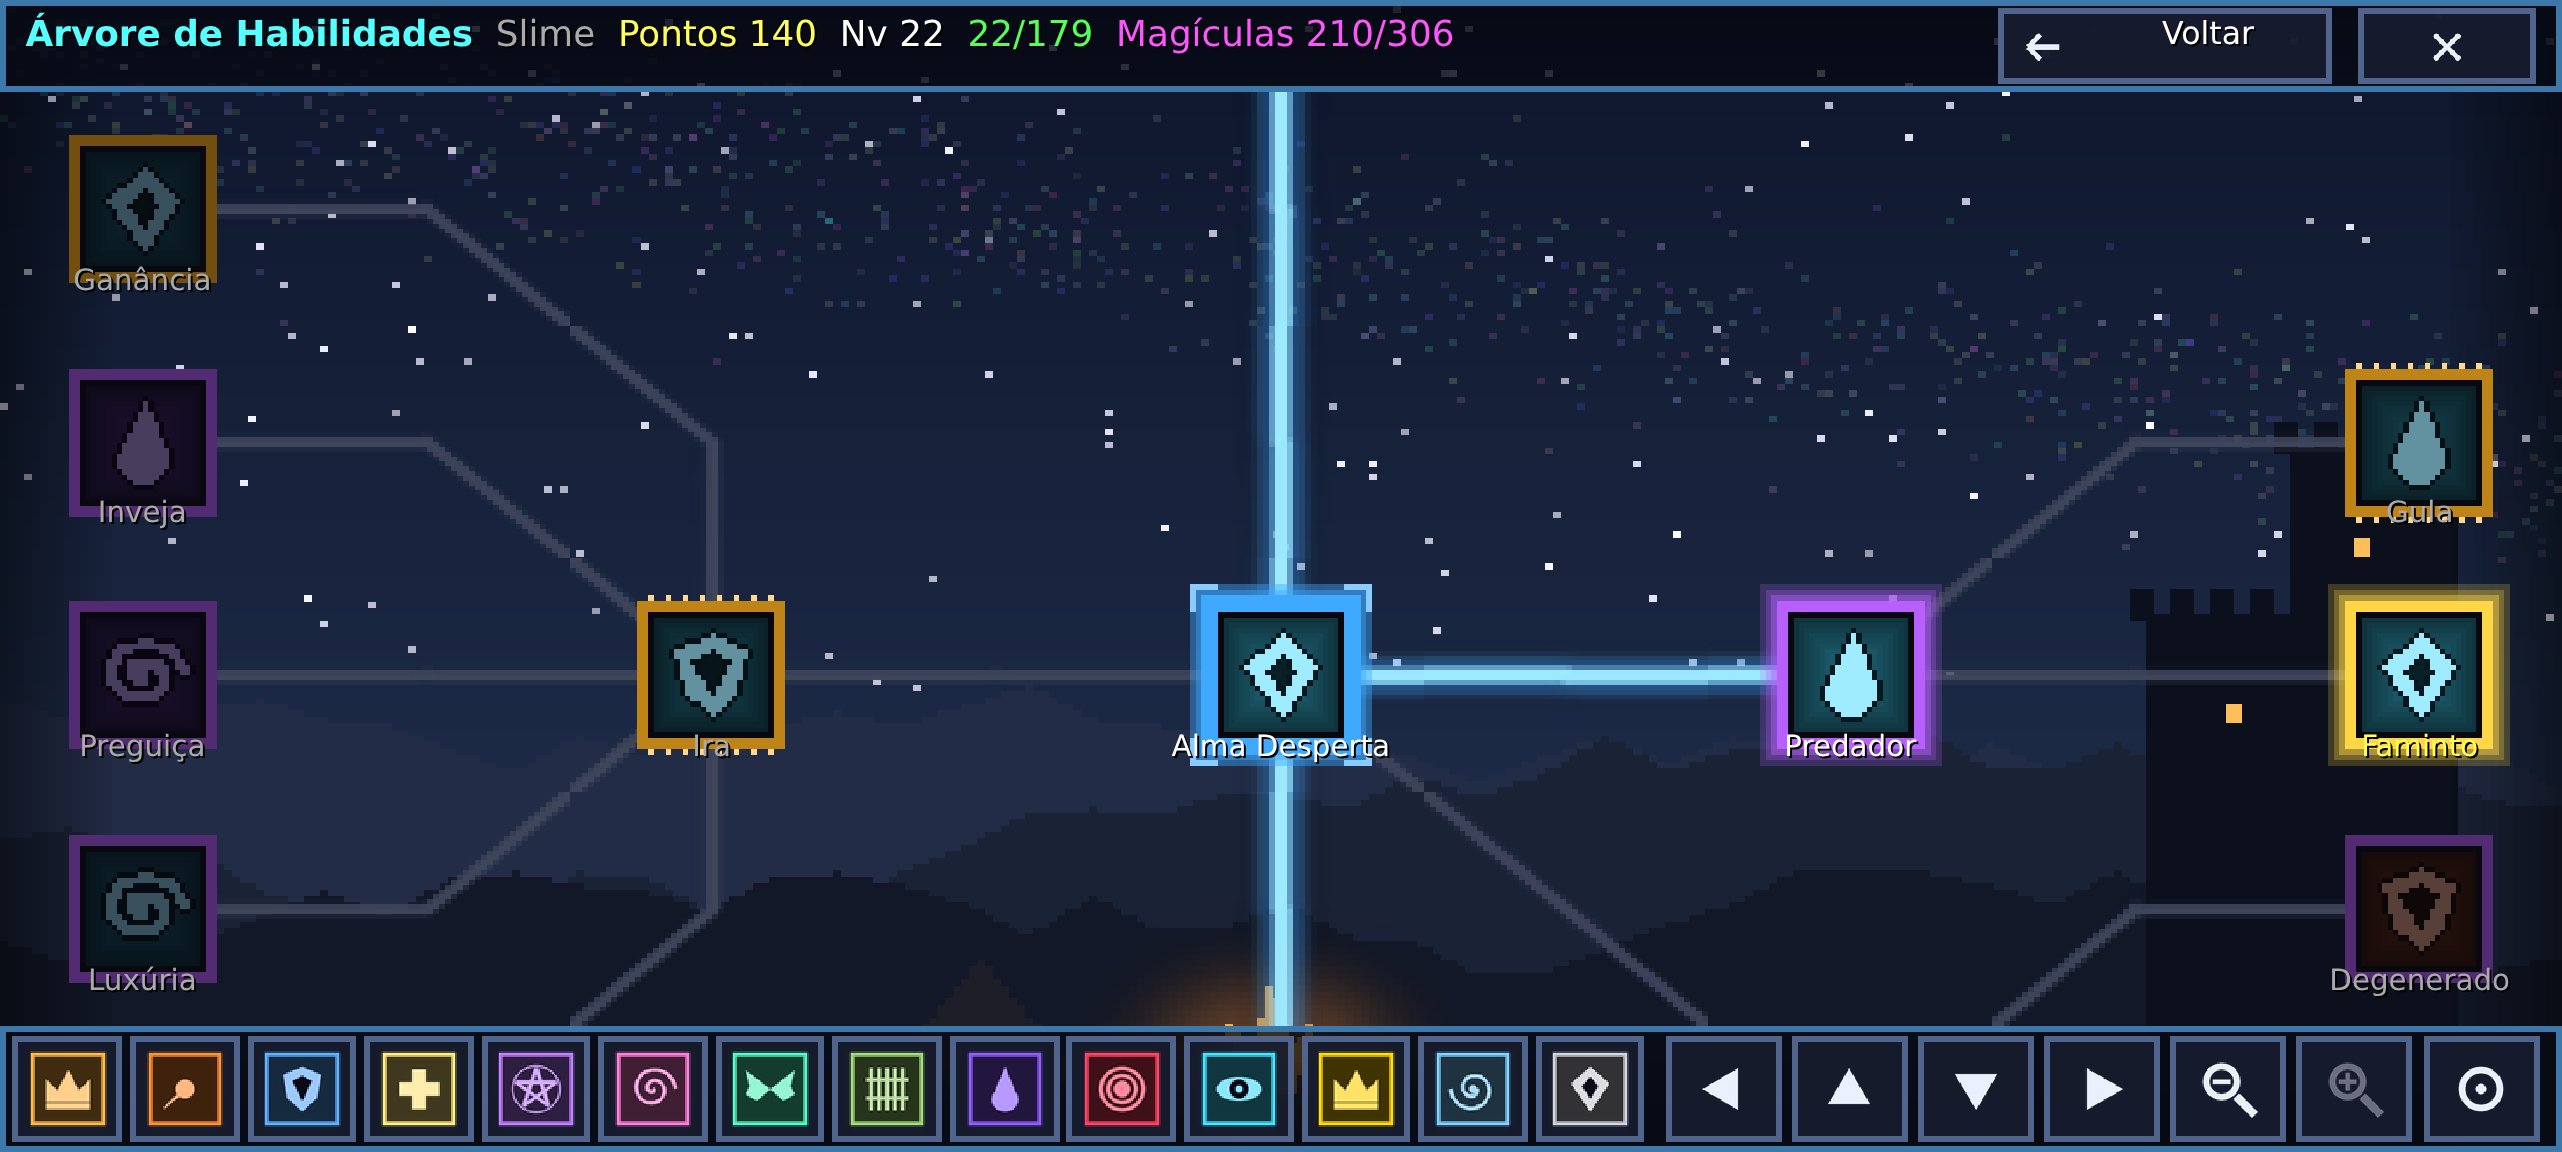 Árvore de Habilidades Slime Pontos 140 Nv 22 22/179 Magículas 210/306 Voltar
Ganância
Inveja Gula
Preguiça Ira Alma Desperta Predador Faminto
Luxúria Degenerado